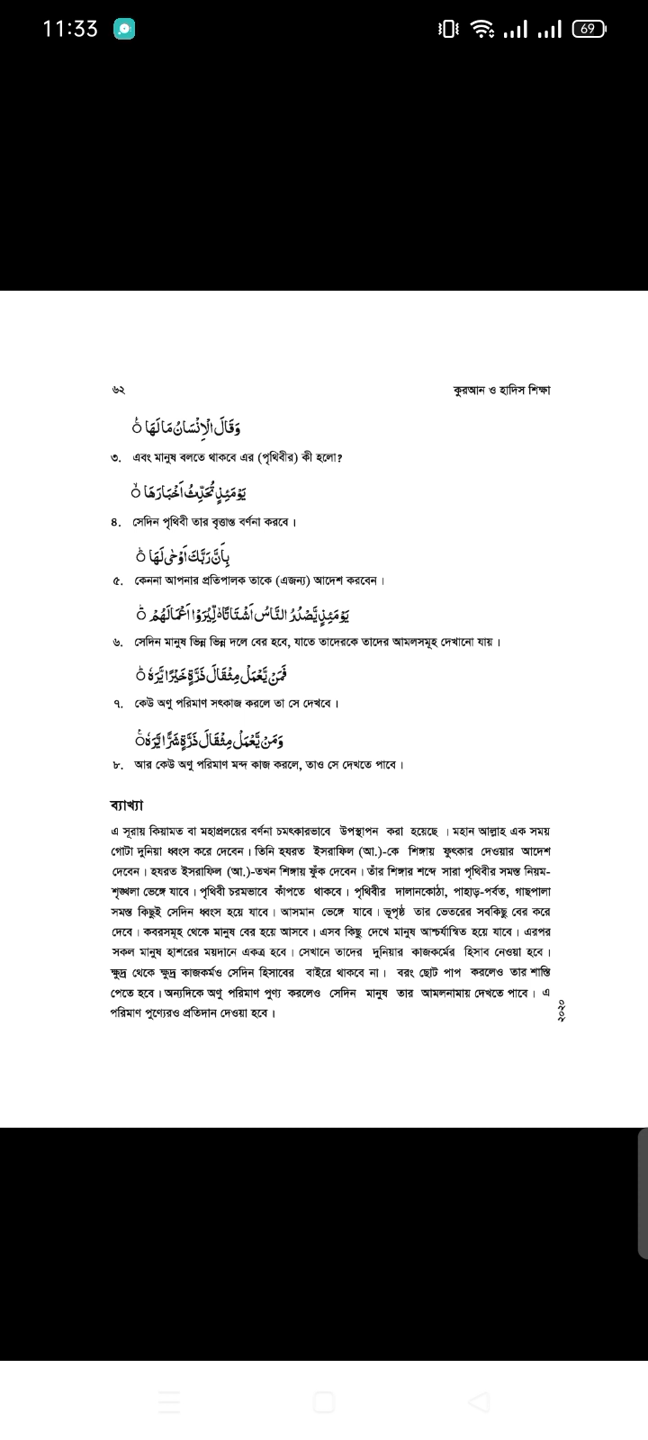 11:33
69
৬২ কুরআন ও হাদিস শিক্ষা
وَقَالَ الْاِنْسَانُ مَا لَهَا ۚ
৩. এবং মানুষ বলতে থাকবে এর (পৃথিবীর) কী হলো?
يَوْمَئِذٍ تُحَدِّثُ اَخْبَارَهَا ۙ
৪. সেদিন পৃথিবী তার বৃত্তান্ত বর্ণনা করবে।
بِاَنَّ رَبَّكَ اَوْحٰى لَهَا ؕ
৫. কেননা আপনার প্রতিপালক তাকে (এজন্য) আদেশ করবেন।
يَوْمَئِذٍ يَّصْدُرُ النَّاسُ اَشْتَاتًا ۙ لِّيُرَوْا اَعْمَالَهُمْ ؕ
৬. সেদিন মানুষ ভিন্ন ভিন্ন দলে বের হবে, যাতে তাদেরকে তাদের আমলসমূহ দেখানো যায়।
فَمَنْ يَّعْمَلْ مِثْقَالَ ذَرَّةٍ خَيْرًا يَّرَهٗ ؕ
৭. কেউ অণু পরিমাণ সৎকাজ করলে তা সে দেখবে।
وَمَنْ يَّعْمَلْ مِثْقَالَ ذَرَّةٍ شَرًّا يَّرَهٗ
৮. আর কেউ অণু পরিমাণ মন্দ কাজ করলে, তাও সে দেখতে পাবে।
ব্যাখ্যা
এ সূরায় কিয়ামত বা মহাপ্রলয়ের বর্ণনা চমৎকারভাবে উপস্থাপন করা হয়েছে । মহান আল্লাহ এক সময়
গোটা দুনিয়া ধ্বংস করে দেবেন। তিনি হযরত ইসরাফিল (আ.)-কে শিঙ্গায় ফুৎকার দেওয়ার আদেশ
দেবেন। হযরত ইসরাফিল (আ.)-তখন শিঙ্গায় ফুঁক দেবেন। তাঁর শিঙ্গার শব্দে সারা পৃথিবীর সমস্ত নিয়ম-
শৃঙ্খলা ভেঙ্গে যাবে। পৃথিবী চরমভাবে কাঁপতে থাকবে। পৃথিবীর দালানকোঠা, পাহাড়-পর্বত, গাছপালা
সমস্ত কিছুই সেদিন ধ্বংস হয়ে যাবে। আসমান ভেঙ্গে যাবে। ভূপৃষ্ঠ তার ভেতরের সবকিছু বের করে
দেবে। কবরসমূহ থেকে মানুষ বের হয়ে আসবে। এসব কিছু দেখে মানুষ আশ্চর্যান্বিত হয়ে যাবে। এরপর
সকল মানুষ হাশরের ময়দানে একত্র হবে। সেখানে তাদের দুনিয়ার কাজকর্মের হিসাব নেওয়া হবে।
ক্ষুদ্র থেকে ক্ষুদ্র কাজকর্মও সেদিন হিসাবের বাইরে থাকবে না। বরং ছোট পাপ করলেও তার শাস্তি
পেতে হবে। অন্যদিকে অণু পরিমাণ পুণ্য করলেও সেদিন মানুষ তার আমলনামায় দেখতে পাবে। এ
পরিমাণ পুণ্যেরও প্রতিদান দেওয়া হবে।
২০২০